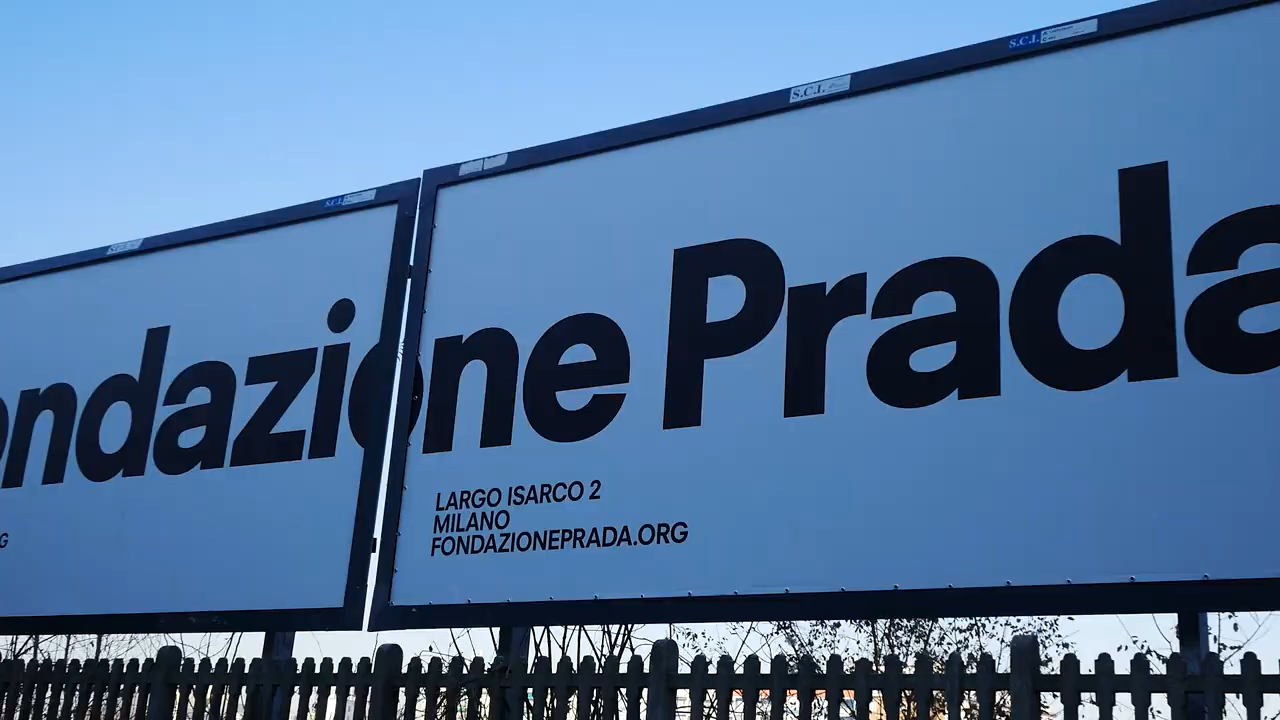 S.C.I.
S.C.I.
S.C.I.
ondazione Prada
G
LARGO ISARCO 2
MILANO
FONDAZIONEPRADA.ORG